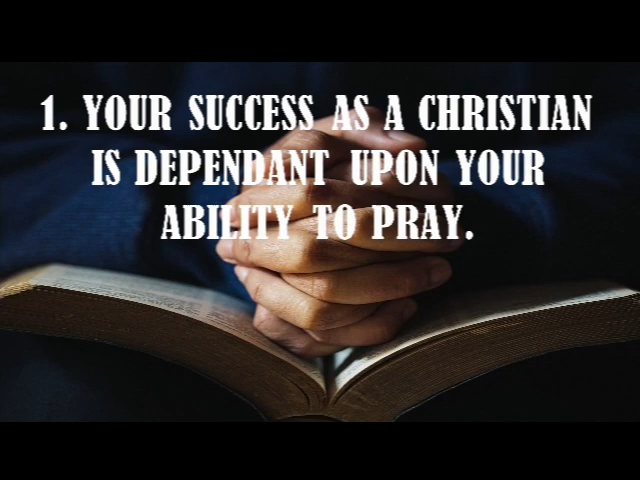 1. YOUR SUCCESS AS A CHRISTIAN
IS DEPENDANT UPON YOUR
ABILITY TO PRAY.